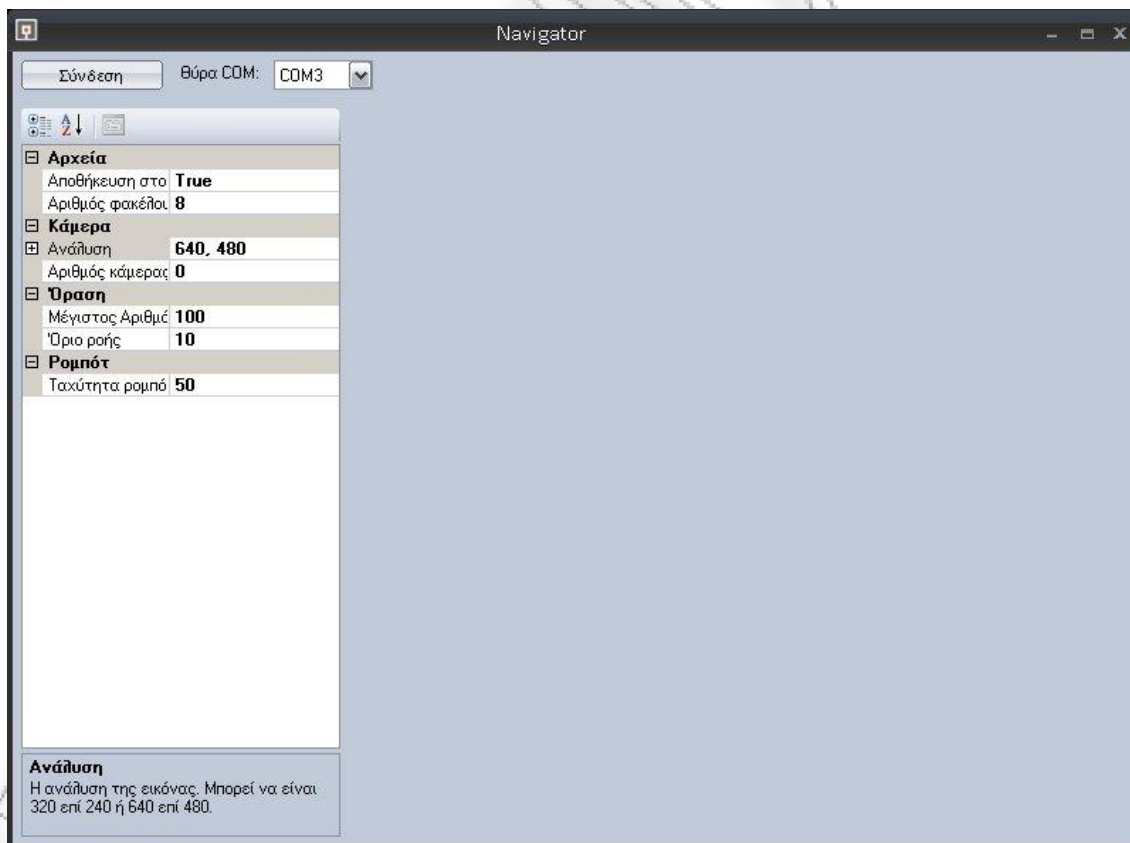 Navigator
Σύνδεση Θύρα COM: COM3
Αρχεία
Αποθήκευση στο True
Αριθμός φακέλου 8
Κάμερα
Ανάλυση 640, 480
Αριθμός κάμερας 0
Όραση
Μέγιστος Αριθμό 100
Όριο ροής 10
Ρομπότ
Ταχύτητα ρομπό 50
Ανάλυση
Η ανάλυση της εικόνας. Μπορεί να είναι
320 επί 240 ή 640 επί 480.